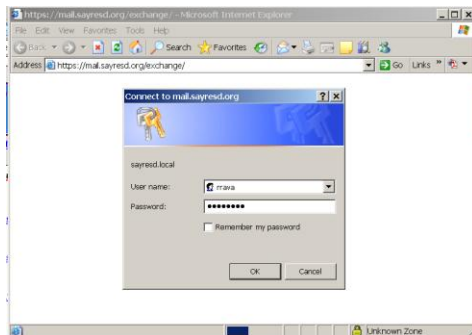 https://mail.sayresd.org/exchange/ - Microsoft Internet Explorer
File Edit View Favorites Tools Help
Back Search Favorites
Address https://mail.sayresd.org/exchange/ Go Links »
Connect to mail.sayresd.org
sayresd.local
User name: rrava
Password: ●●●●●●●●
Remember my password
OK Cancel
Unknown Zone